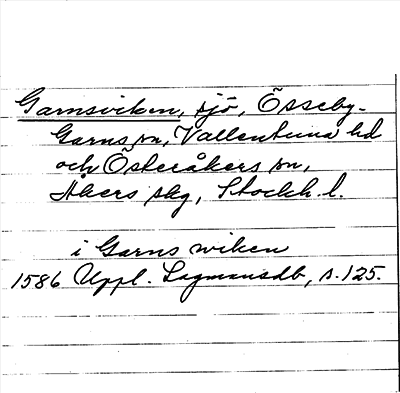 Garnsviken, sjö, Össeby-
Garns sn, Vallentuna hd
och Österåkers sn,
Åkers skg, Stockh. l.
i Garns wiken
1586 Uppl. Lagmansdb, s. 125.